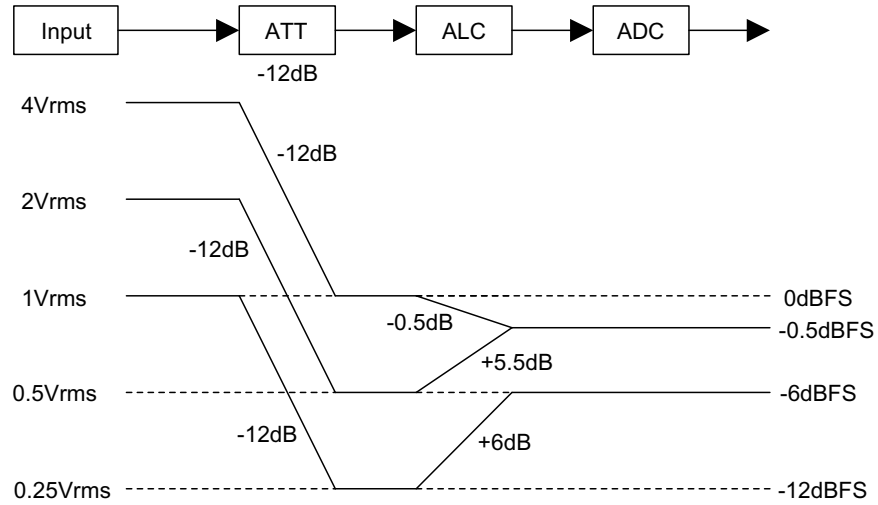 Input ATT ALC ADC
-12dB
4Vrms
-12dB
2Vrms
-12dB
1Vrms 0dBFS
-0.5dB -0.5dBFS
+5.5dB
0.5Vrms -6dBFS
-12dB +6dB
0.25Vrms -12dBFS